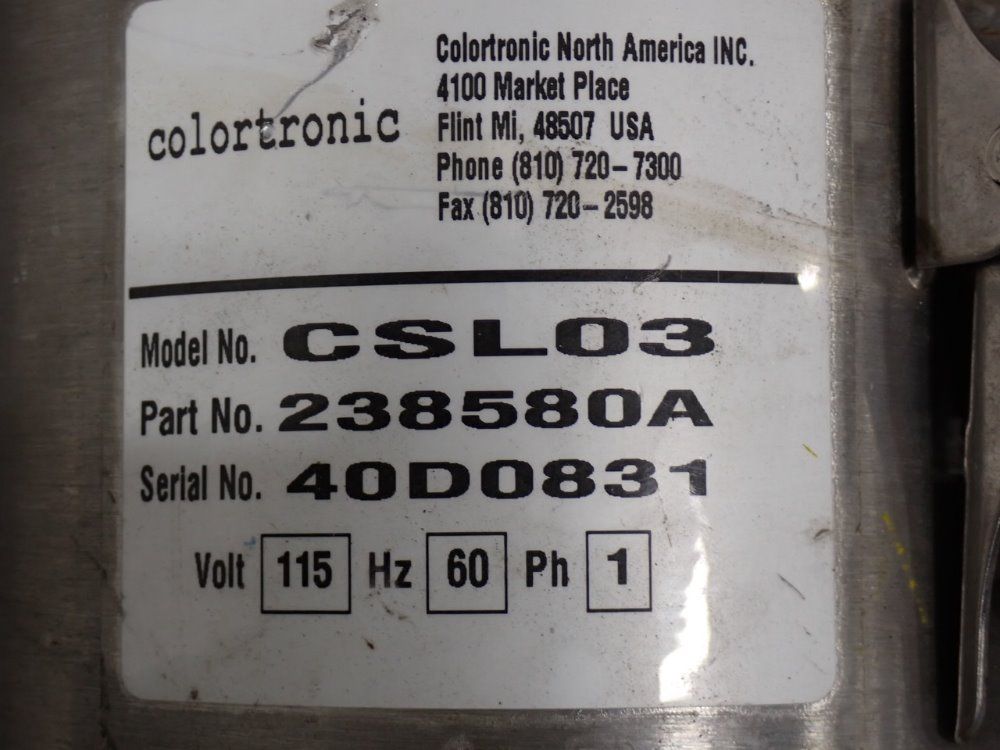 colortronic
Colortronic North America INC.
4100 Market Place
Flint Mi, 48507 USA
Phone (810) 720-7300
Fax (810) 720-2598
Model No. CSL03
Part No. 238580A
Serial No. 40D0831
Volt 115 Hz 60 Ph 1